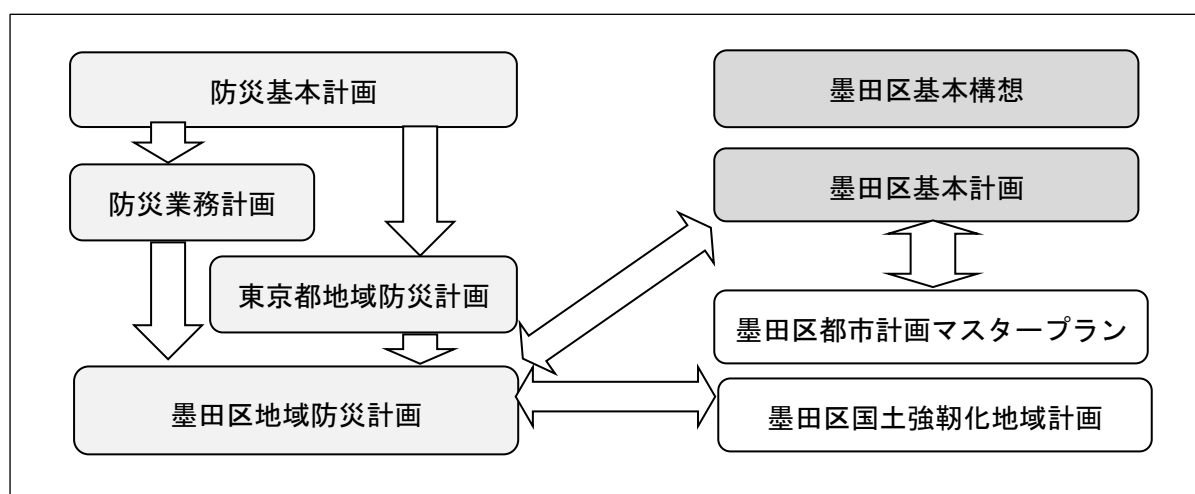 防災基本計画
防災業務計画
東京都地域防災計画
墨田区地域防災計画
墨田区基本構想
墨田区基本計画
墨田区都市計画マスタープラン
墨田区国土強靭化地域計画